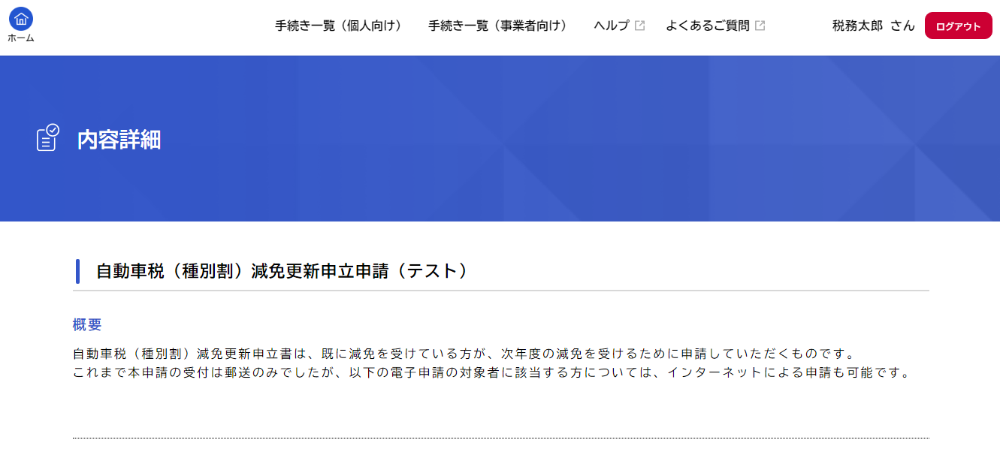 ホーム
手続き一覧（個人向け）
手続き一覧（事業者向け）
ヘルプ
よくあるご質問
税務太郎 さん
ログアウト
内容詳細
自動車税（種別割）減免更新申立申請（テスト）
概要
自動車税（種別割）減免更新申立書は、既に減免を受けている方が、次年度の減免を受けるために申請していただくものです。
これまで本申請の受付は郵送のみでしたが、以下の電子申請の対象者に該当する方については、インターネットによる申請も可能です。